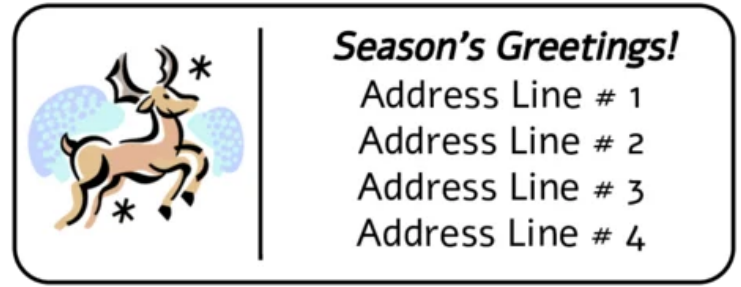 Season's Greetings!
Address Line # 1
Address Line # 2
Address Line # 3
Address Line # 4